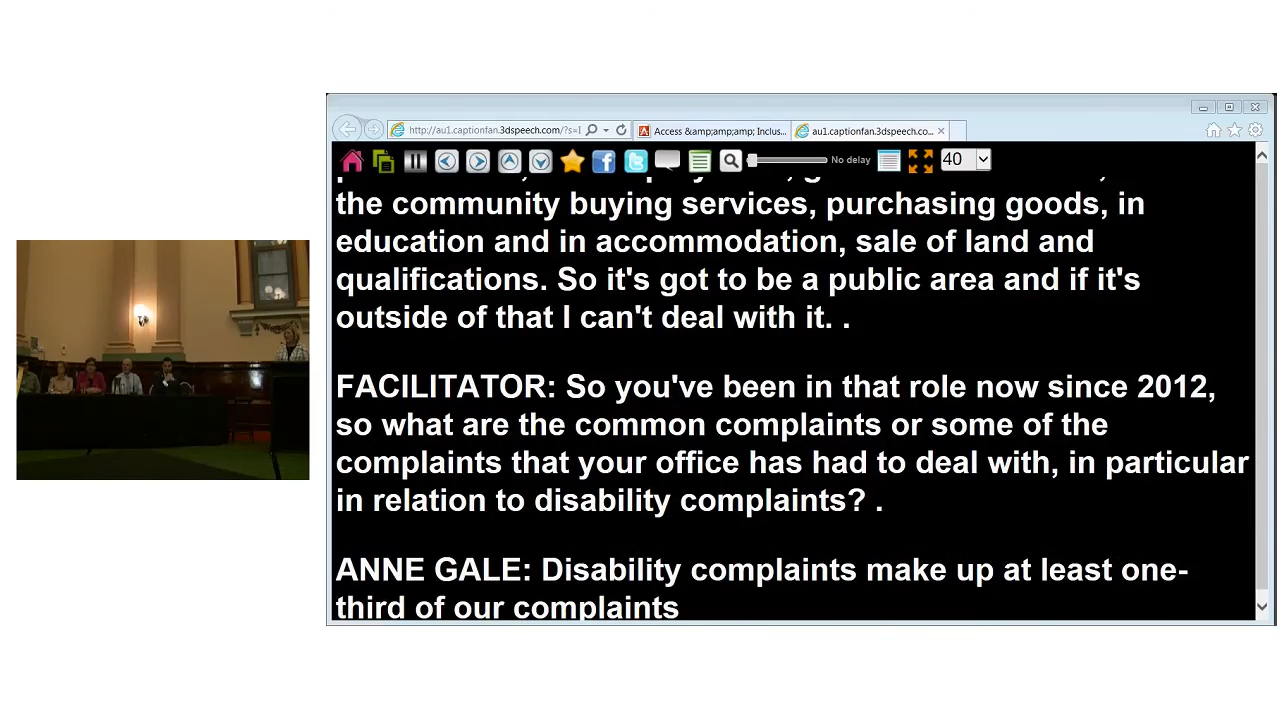 http://au1.captionfan.3dspeech.com/?s=I
Access &amp;amp;amp; Inclus...
au1.captionfan.3dspeech.co...
No delay
40
the community buying services, purchasing goods, in
education and in accommodation, sale of land and
qualifications. So it's got to be a public area and if it's
outside of that I can't deal with it. .
FACILITATOR: So you've been in that role now since 2012,
so what are the common complaints or some of the
complaints that your office has had to deal with, in particular
in relation to disability complaints? .
ANNE GALE: Disability complaints make up at least one-
third of our complaints